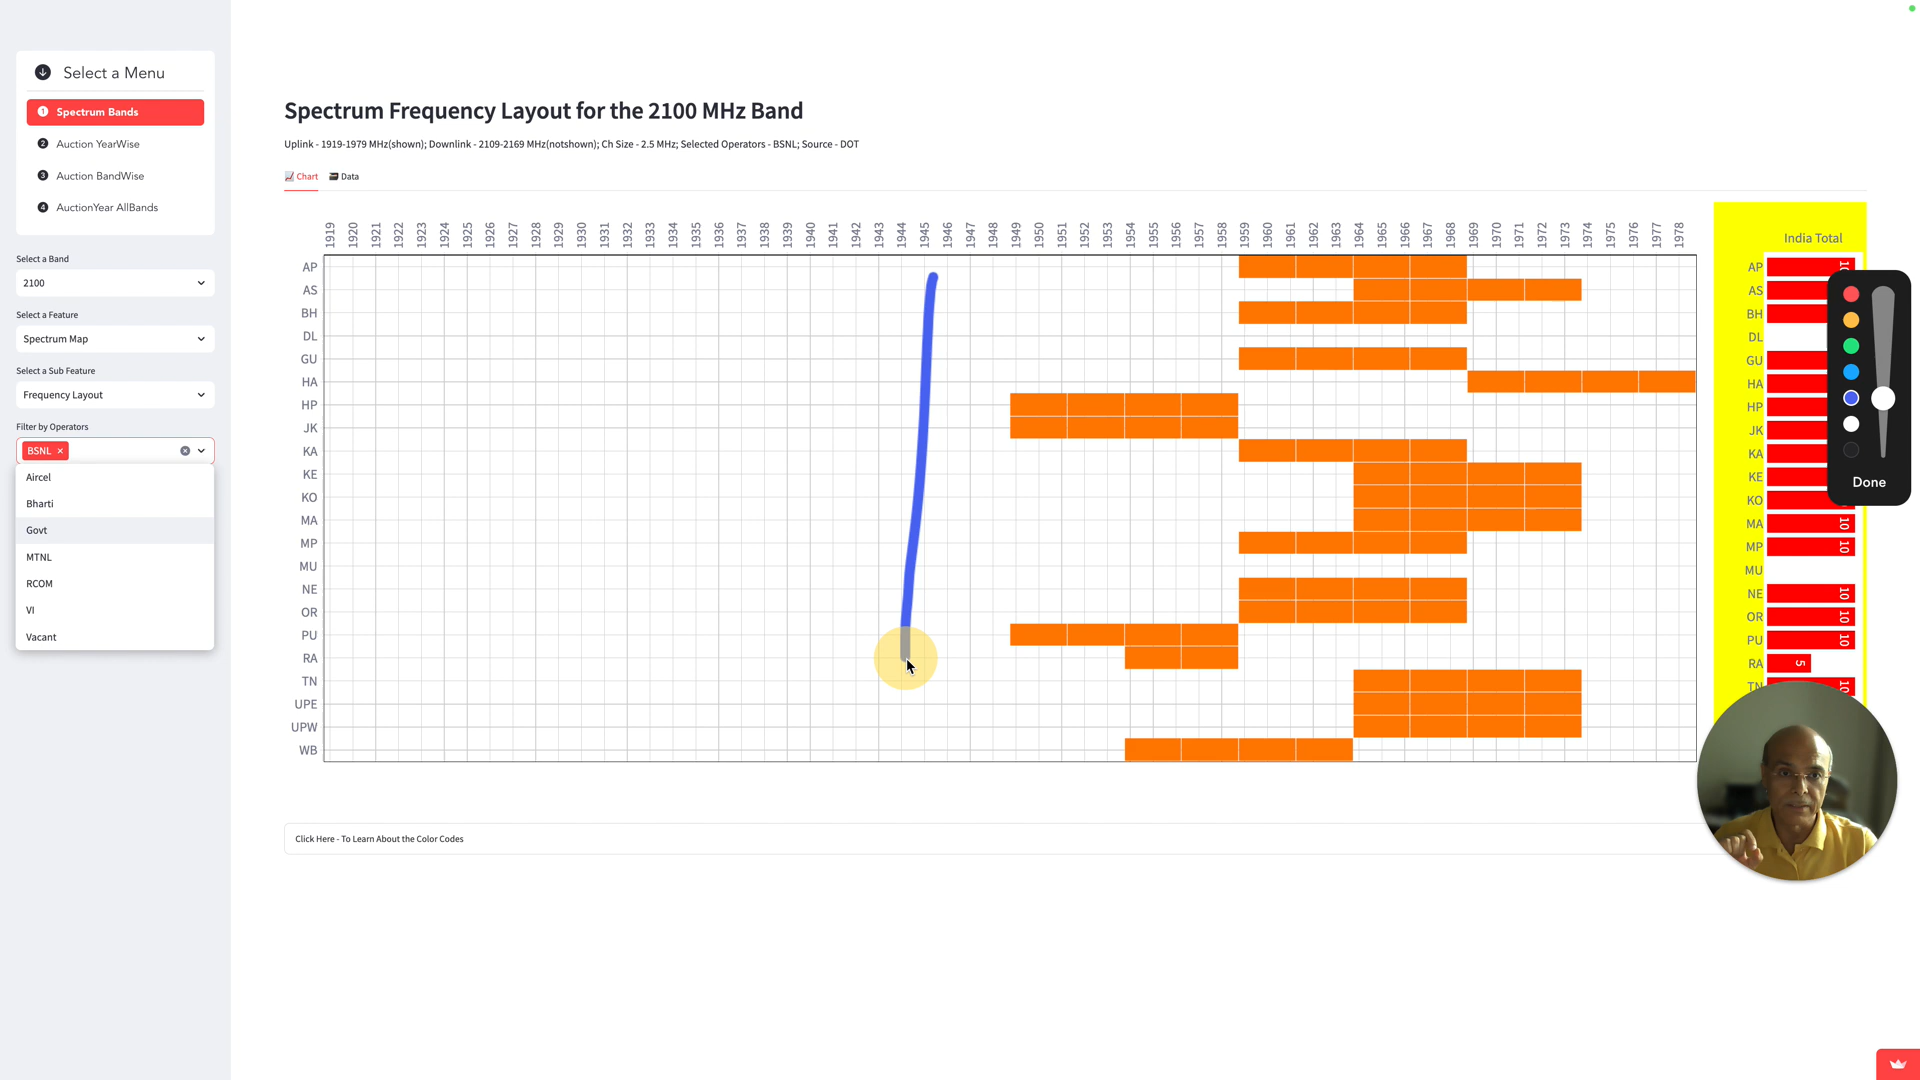 Select a Menu
1 Spectrum Bands
2 Auction YearWise
3 Auction BandWise
4 AuctionYear AllBands
Select a Band
2100
Select a Feature
Spectrum Map
Select a Sub Feature
Frequency Layout
Filter by Operators
BSNL ×
Aircel
Bharti
Govt
MTNL
RCOM
VI
Vacant
Spectrum Frequency Layout for the 2100 MHz Band
Uplink - 1919-1979 MHz(shown); Downlink - 2109-2169 MHz(notshown); Ch Size - 2.5 MHz; Selected Operators - BSNL; Source - DOT
Chart Data
1919 1920 1921 1922 1923 1924 1925 1926 1927 1928 1929 1930 1931 1932 1933 1934 1935 1936 1937 1938 1939 1940 1941 1942 1943 1944 1945 1946 1947 1948 1949 1950 1951 1952 1953 1954 1955 1956 1957 1958 1959 1960 1961 1962 1963 1964 1965 1966 1967 1968 1969 1970 1971 1972 1973 1974 1975 1976 1977 1978
AP
AS
BH
DL
GU
HA
HP
JK
KA
KE
KO
MA
MP
MU
NE
OR
PU
RA
TN
UPE
UPW
WB
India Total
AP
AS
BH
DL
GU
HA
HP
JK
KA
KE
KO
MA 10
MP 10
MU
NE 10
OR 10
PU 10
RA 5
TN 10
Done
Click Here - To Learn About the Color Codes